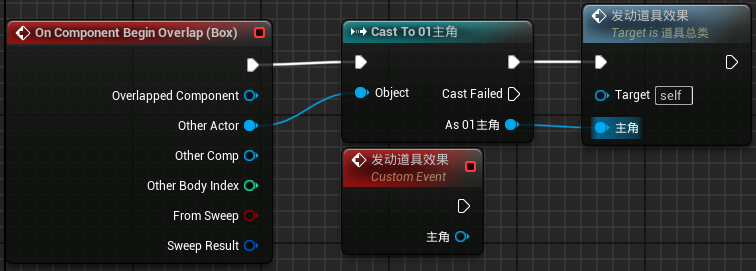 On Component Begin Overlap (Box)
Overlapped Component
Other Actor
Other Comp
Other Body Index
From Sweep
Sweep Result
Cast To 01主角
Object
Cast Failed
As 01主角
发动道具效果
Target is 道具总类
Target
self
主角
发动道具效果
Custom Event
主角